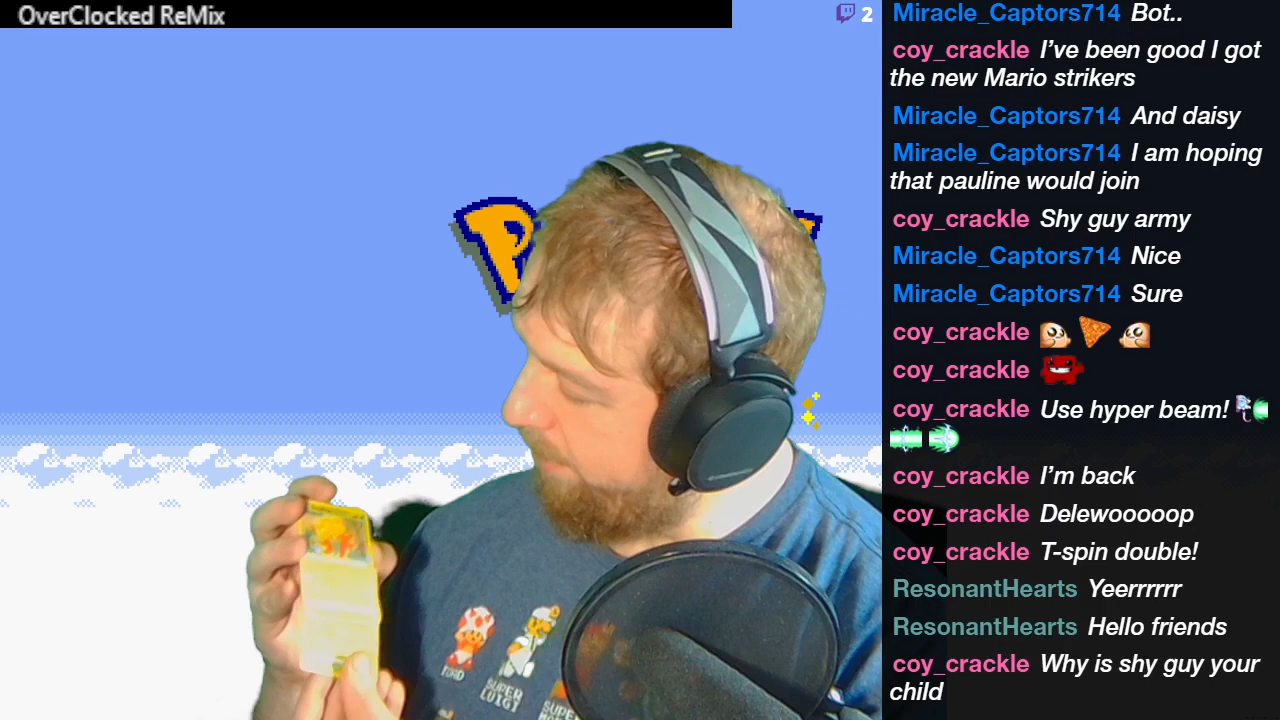 OverClocked ReMix
2
Miracle_Captors714 Bot..
coy_crackle I've been good I got
the new Mario strikers
Miracle_Captors714 And daisy
Miracle_Captors714 I am hoping
that pauline would join
coy_crackle Shy guy army
Miracle_Captors714 Nice
Miracle_Captors714 Sure
coy_crackle
coy_crackle
coy_crackle Use hyper beam!
coy_crackle I'm back
coy_crackle Delewooooop
coy_crackle T-spin double!
ResonantHearts Yeerrrrrr
ResonantHearts Hello friends
coy_crackle Why is shy guy your
child
P
TOAD
SUPER
LUIGI
SUPER